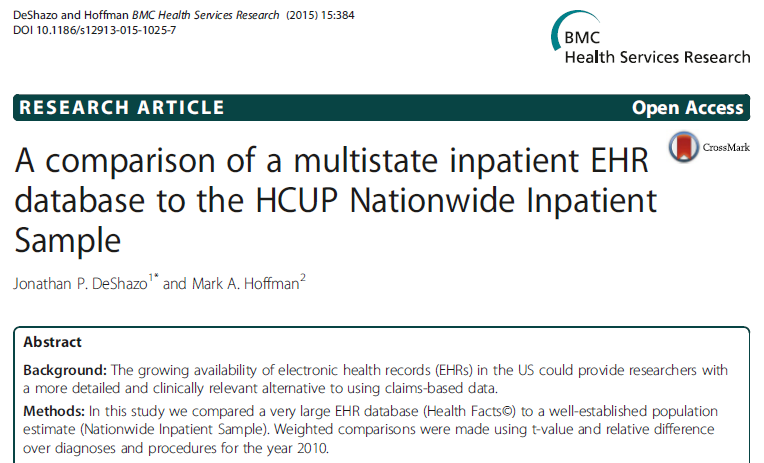 DeShazo and Hoffman BMC Health Services Research (2015) 15:384
DOI 10.1186/s12913-015-1025-7
BMC
Health Services Research
RESEARCH ARTICLE Open Access
CrossMark
A comparison of a multistate inpatient EHR
database to the HCUP Nationwide Inpatient
Sample
Jonathan P. DeShazo1* and Mark A. Hoffman2
Abstract
Background: The growing availability of electronic health records (EHRs) in the US could provide researchers with
a more detailed and clinically relevant alternative to using claims-based data.
Methods: In this study we compared a very large EHR database (Health Facts©) to a well-established population
estimate (Nationwide Inpatient Sample). Weighted comparisons were made using t-value and relative difference
over diagnoses and procedures for the year 2010.